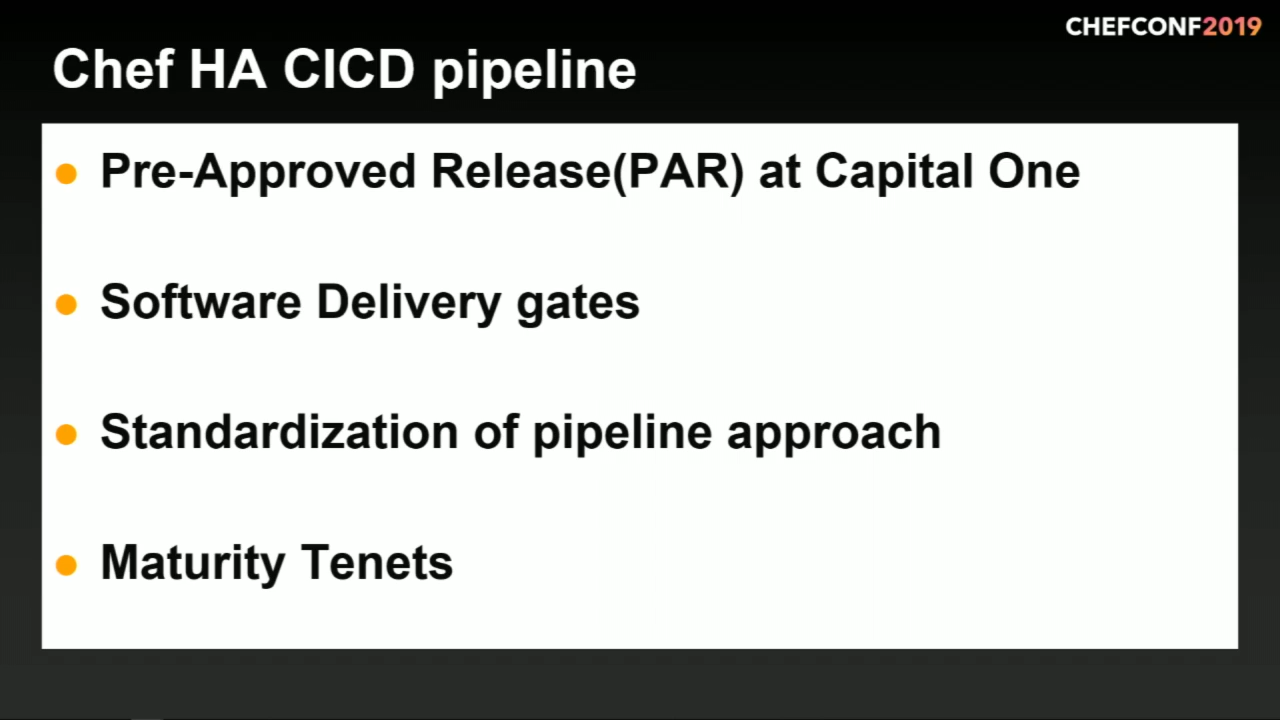 CHEFCONF2019
Chef HA CICD pipeline
Pre-Approved Release(PAR) at Capital One
Software Delivery gates
Standardization of pipeline approach
Maturity Tenets